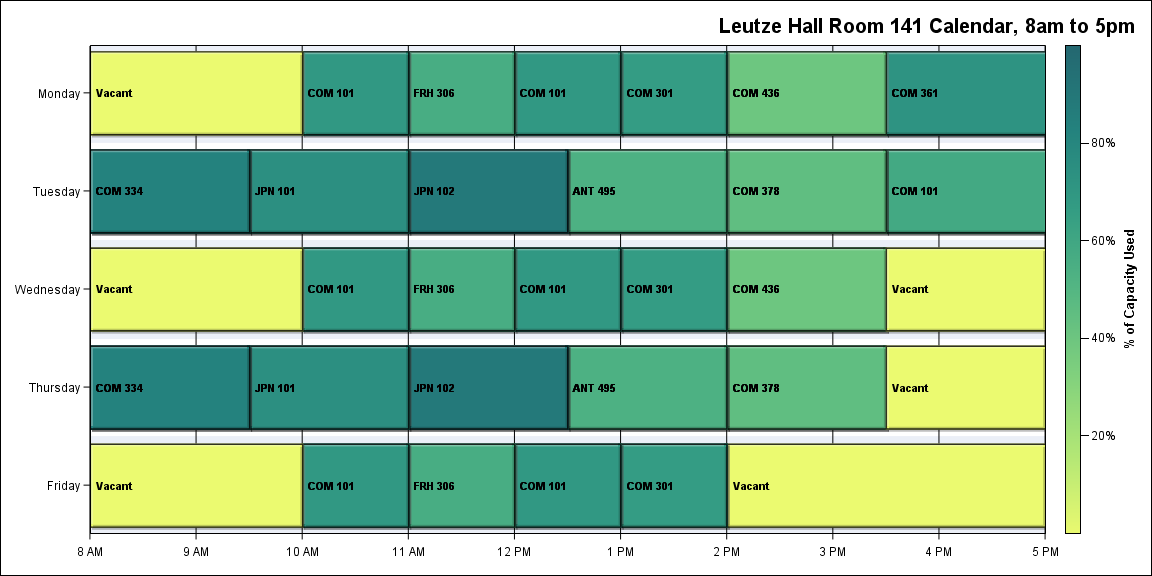 Leutze Hall Room 141 Calendar, 8am to 5pm
Monday
Vacant
COM 101
FRH 306
COM 101
COM 301
COM 436
COM 361
Tuesday
COM 334
JPN 101
JPN 102
ANT 495
COM 378
COM 101
Wednesday
Vacant
COM 101
FRH 306
COM 101
COM 301
COM 436
Vacant
Thursday
COM 334
JPN 101
JPN 102
ANT 495
COM 378
Vacant
Friday
Vacant
COM 101
FRH 306
COM 101
COM 301
Vacant
8 AM
9 AM
10 AM
11 AM
12 PM
1 PM
2 PM
3 PM
4 PM
5 PM
80%
60%
40%
20%
% of Capacity Used